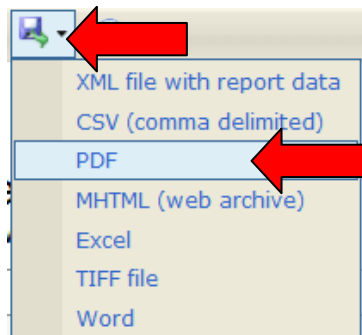 XML file with report data
CSV (comma delimited)
PDF
MHTML (web archive)
Excel
TIFF file
Word